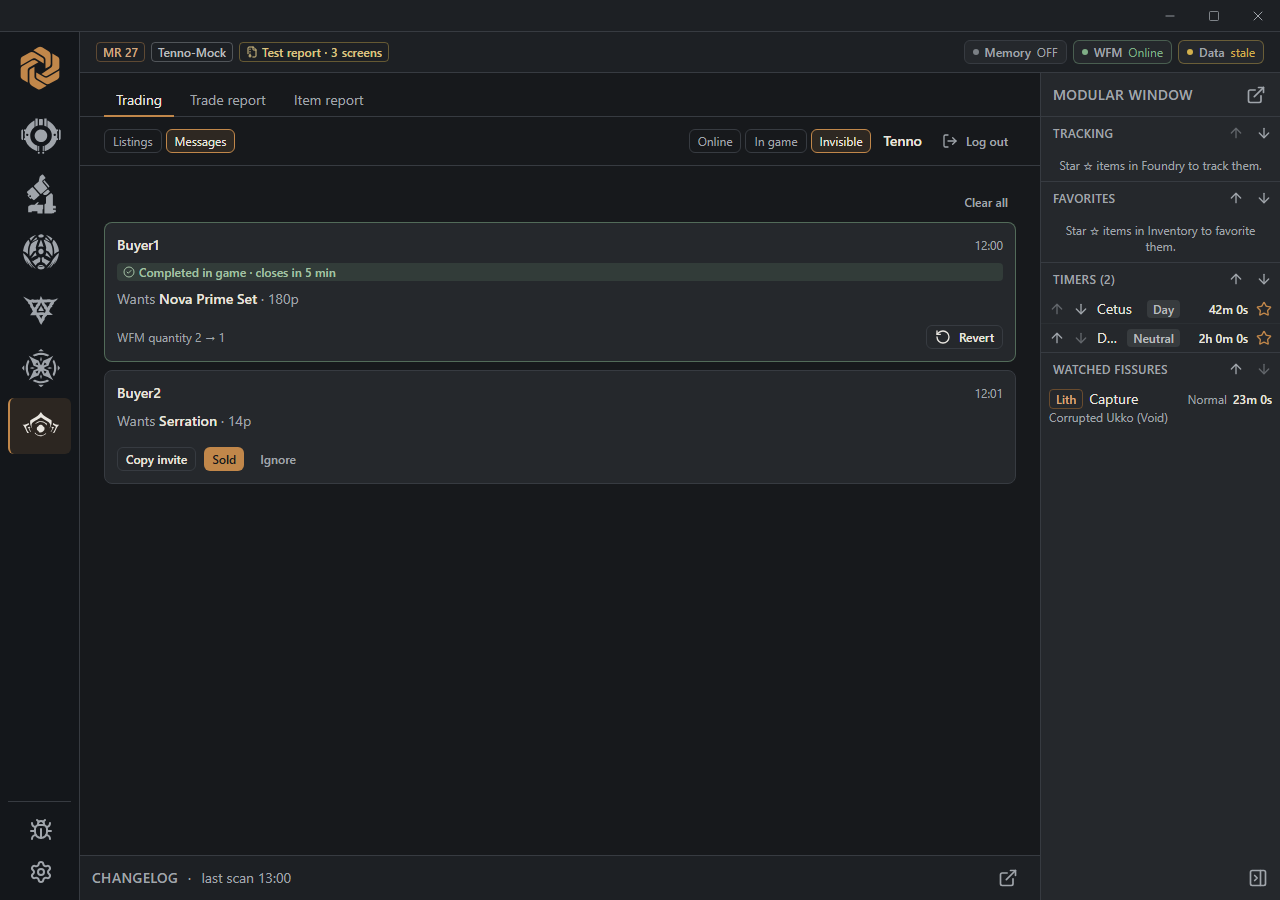 MR 27
Tenno-Mock
Test report · 3 screens
Memory OFF
WFM Online
Data stale
Trading
Trade report
Item report
Listings
Messages
Online
In game
Invisible
Tenno
Log out
Clear all
Buyer1
12:00
Completed in game · closes in 5 min
Wants Nova Prime Set · 180p
WFM quantity 2 → 1
Revert
Buyer2
12:01
Wants Serration · 14p
Copy invite
Sold
Ignore
MODULAR WINDOW
TRACKING
Star ☆ items in Foundry to track them.
FAVORITES
Star ☆ items in Inventory to favorite
them.
TIMERS (2)
Cetus Day 42m 0s
D... Neutral 2h 0m 0s
WATCHED FISSURES
Lith Capture Normal 23m 0s
Corrupted Ukko (Void)
CHANGELOG · last scan 13:00